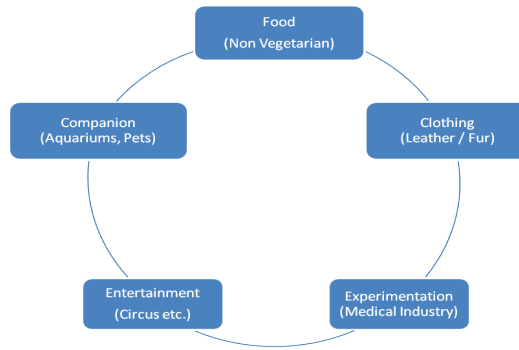 Food
(Non Vegetarian)
Clothing
(Leather / Fur)
Experimentation
(Medical Industry)
Entertainment
(Circus etc.)
Companion
(Aquariums, Pets)